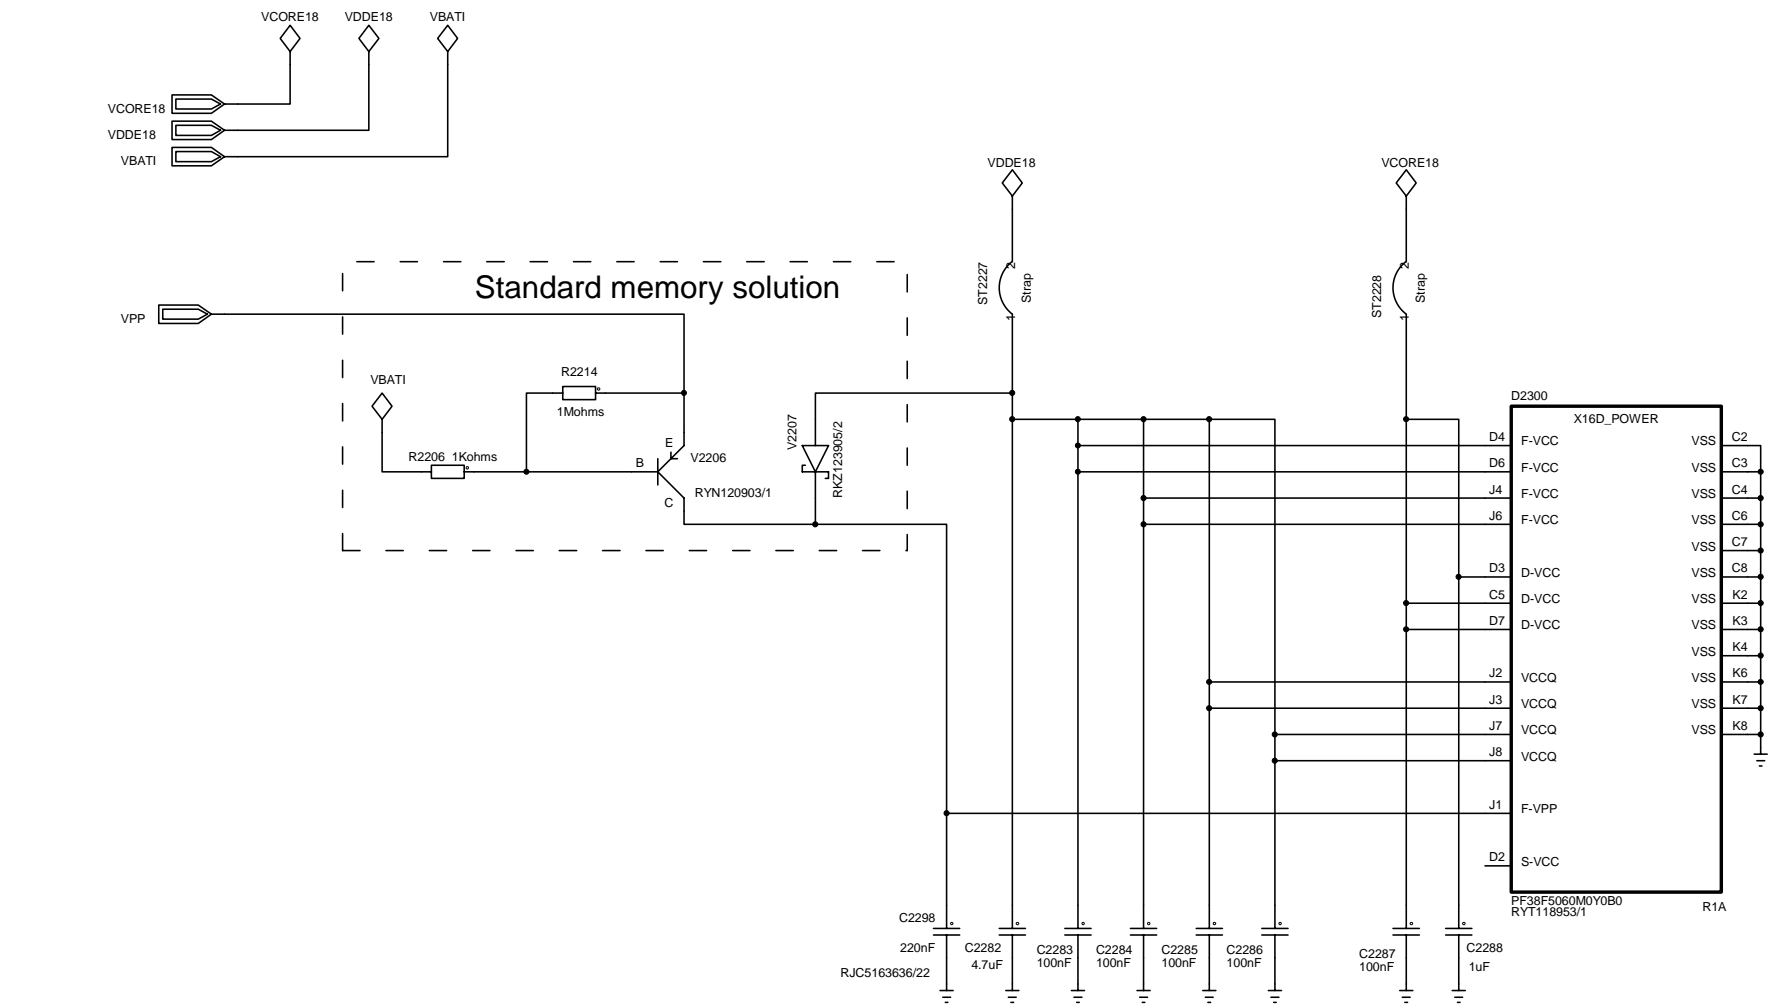 VCORE18 VDDE18 VBATI
VCORE18
VDDE18
VBATI
VDDE18
VCORE18
ST2227
2
Strap
1
ST2228
2
Strap
1
Standard memory solution
VPP
VBATI
R2214
1Mohms
R2206 1Kohms
B
E
C
V2206
RYN120903/1
V2207
RKZ123905/2
D2300
X16D_POWER
D4 F-VCC VSS C2
D6 F-VCC VSS C3
J4 F-VCC VSS C4
J6 F-VCC VSS C6
VSS C7
D3 D-VCC VSS C8
C5 D-VCC VSS K2
D7 D-VCC VSS K3
VSS K4
J2 VCCQ VSS K6
J3 VCCQ VSS K7
J7 VCCQ VSS K8
J8 VCCQ
J1 F-VPP
D2 S-VCC
PF38F5060M0Y0B0
RYT118953/1
R1A
C2298
220nF
RJC5163636/22
C2282
4.7uF
C2283
100nF
C2284
100nF
C2285
100nF
C2286
100nF
C2287
100nF
C2288
1uF